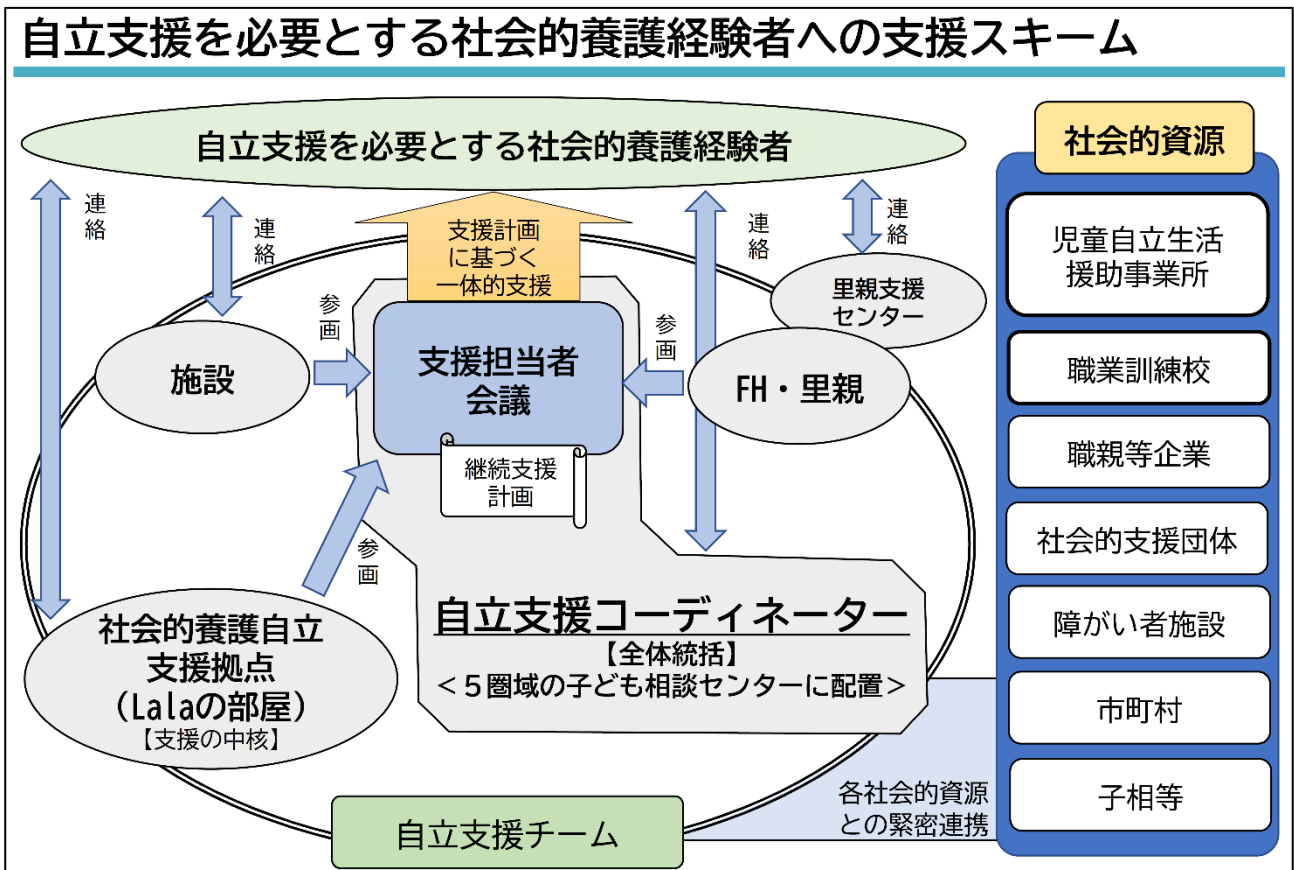 自立支援を必要とする社会的養護経験者への支援スキーム
自立支援を必要とする社会的養護経験者
連絡
連絡
支援計画
に基づく
一体的支援
連絡
連絡
里親支援
センター
参画
参画
施設
支援担当者
会議
FH・里親
継続支援
計画
参画
社会的養護自立
支援拠点
(Lalaの部屋)
【支援の中核】
自立支援コーディネーター
【全体統括】
<５圏域の子ども相談センターに配置>
自立支援チーム
各社会的資源
との緊密連携
社会的資源
児童自立生活
援助事業所
職業訓練校
職親等企業
社会的支援団体
障がい者施設
市町村
子相等